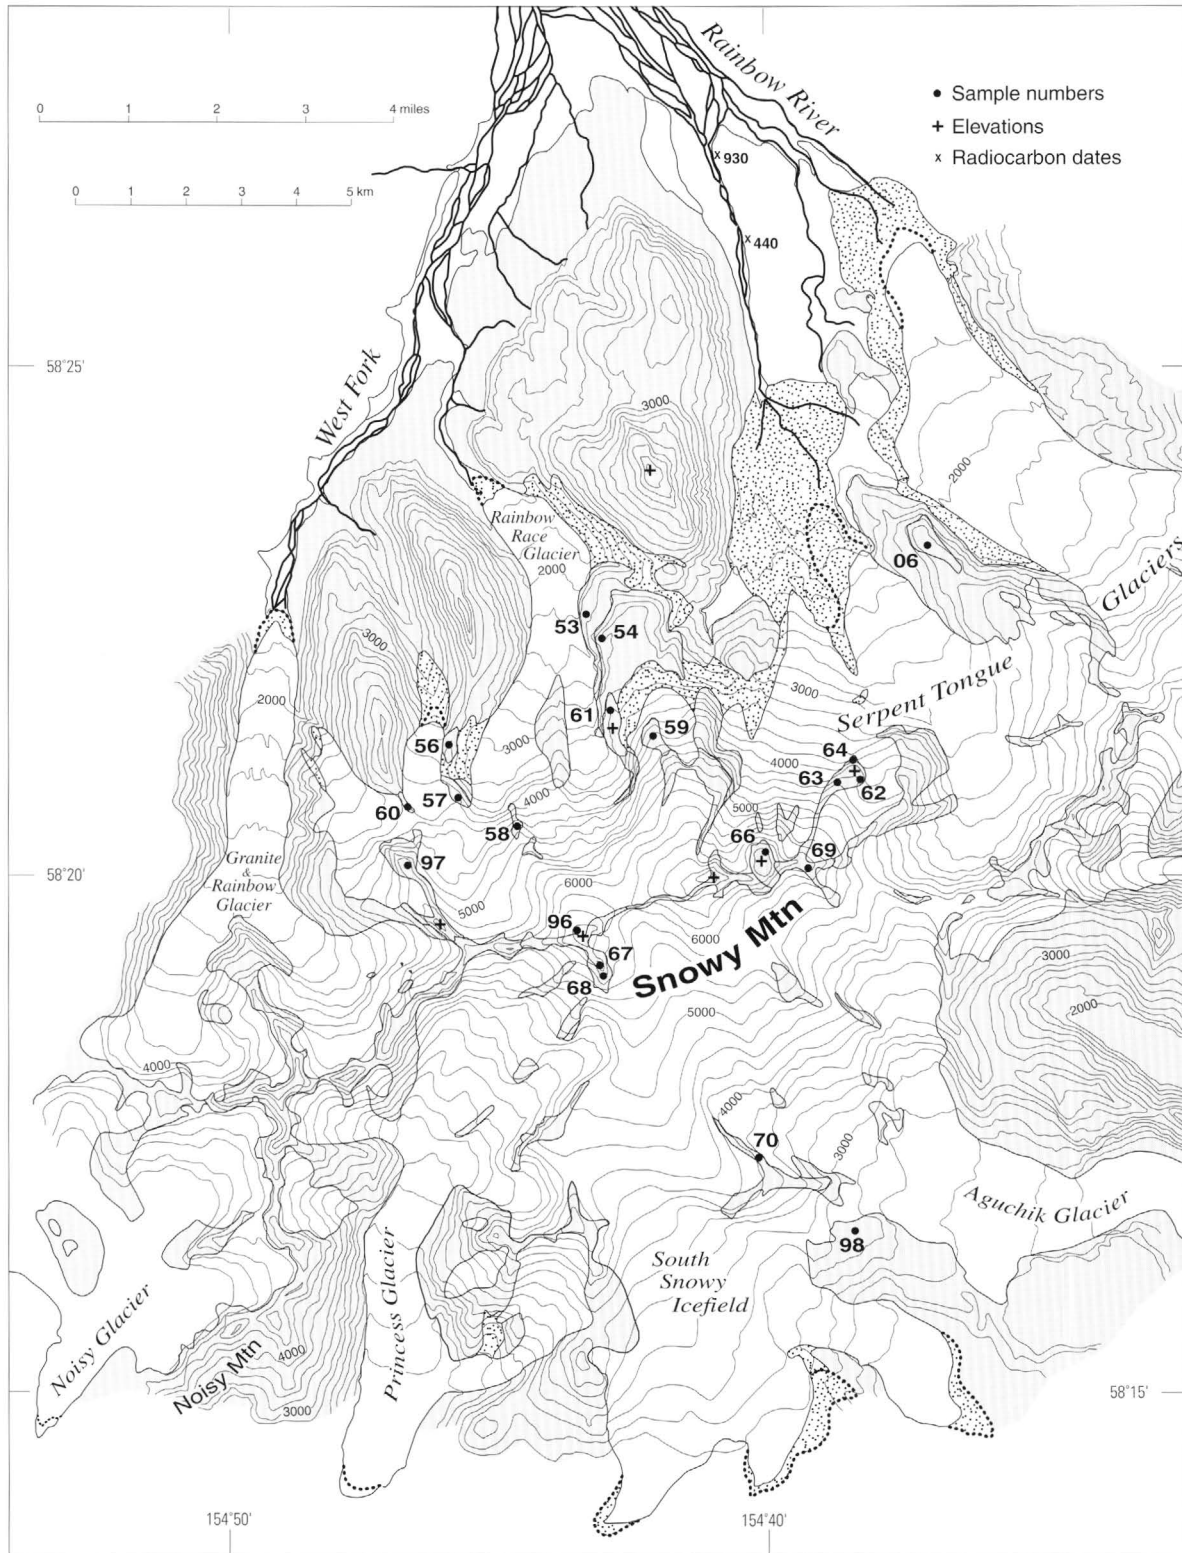 Rainbow River
0 1 2 3 4 miles
0 1 2 3 4 5 km
Sample numbers
+ Elevations
x Radiocarbon dates
x 930
x 440
58°25'
West Fork
3000
2000
Rainbow
Race
Glacier
2000
06
Glaciers
Serpent Tongue
53
54
3000
2000
61
59
3000
3000
56
64
4000
63
62
57
4000
60
58
5000
66
69
97
58°20'
Granite
&
Rainbow
Glacier
6000
5000
96
6000
67
68
Snowy Mtn
5000
3000
2000
4000
4000
70
3000
98
Aguchik Glacier
South
Snowy
Icefield
Princess Glacier
Noisy Glacier
Noisy Mtn
4000
3000
58°15'
154°50'
154°40'